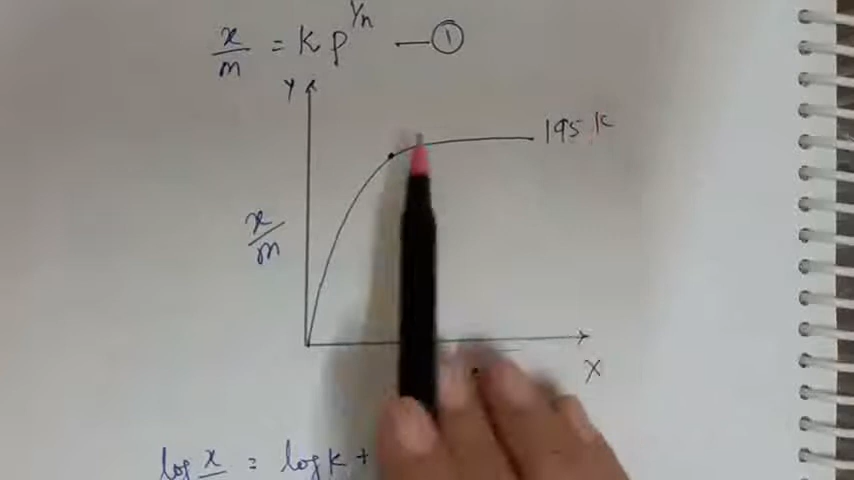 x/m = K p^1/n —①
Y
195 K
x/m
X
log x/ = log K +